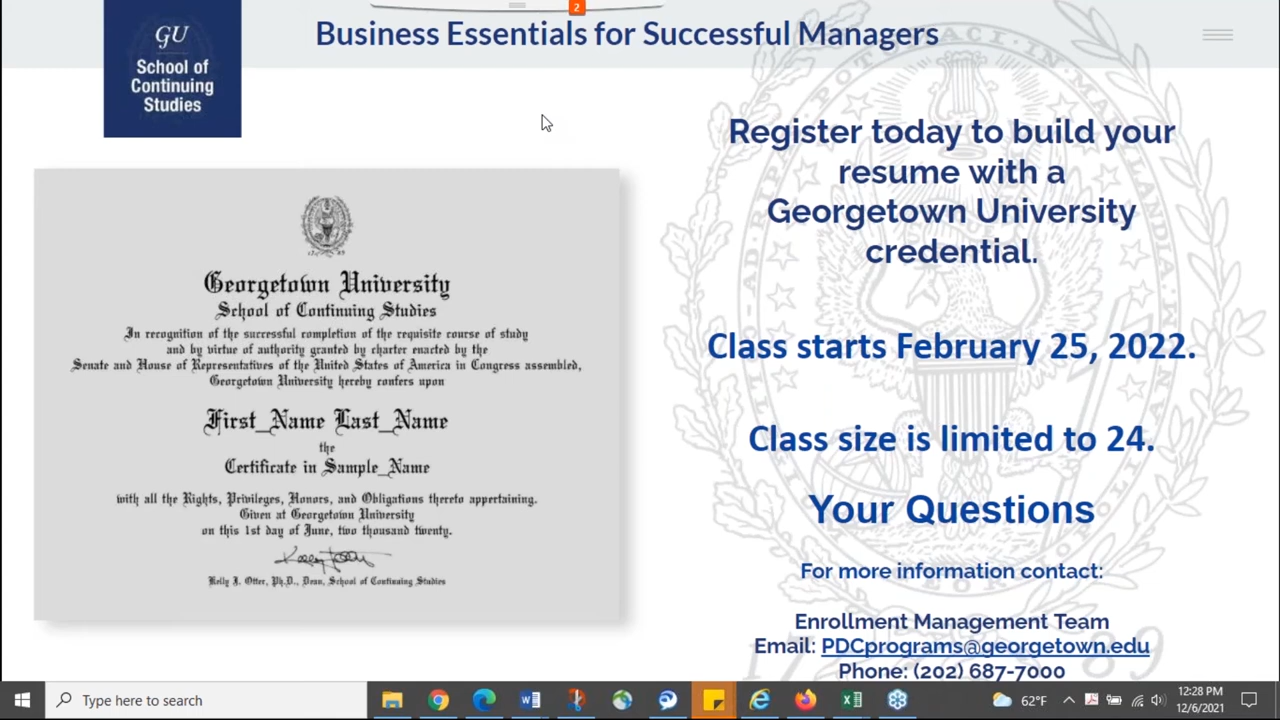 2
Business Essentials for Successful Managers
GU
School of
Continuing
Studies
Register today to build your
resume with a
Georgetown University
credential.
Class starts February 25, 2022.
Class size is limited to 24.
Your Questions
For more information contact:
Enrollment Management Team
Email: PDCprograms@georgetown.edu
Phone: (202) 687-7000
Georgetown University
School of Continuing Studies
In recognition of the successful completion of the requisite course of study
and by virtue of authority granted by charter enacted by the
Senate and House of Representatives of the United States of America in Congress assembled,
Georgetown University hereby confers upon
First_Name Last_Name
the
Certificate in Sample_Name
with all the Rights, Privileges, Honors, and Obligations thereto appertaining.
Given at Georgetown University
on this 1st day of June, two thousand twenty.
Kelly J. Otter, Ph.D., Dean, School of Continuing Studies
Type here to search
62°F
12:28 PM
12/6/2021